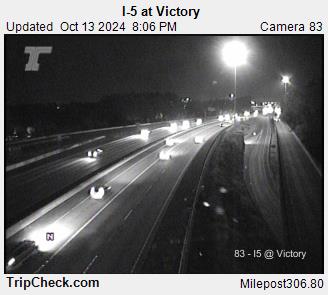 I-5 at Victory
Updated Oct 13 2024 8:06 PM Camera 83
T
N
83 - I5 @ Victory
TripCheck.com Milepost306.80